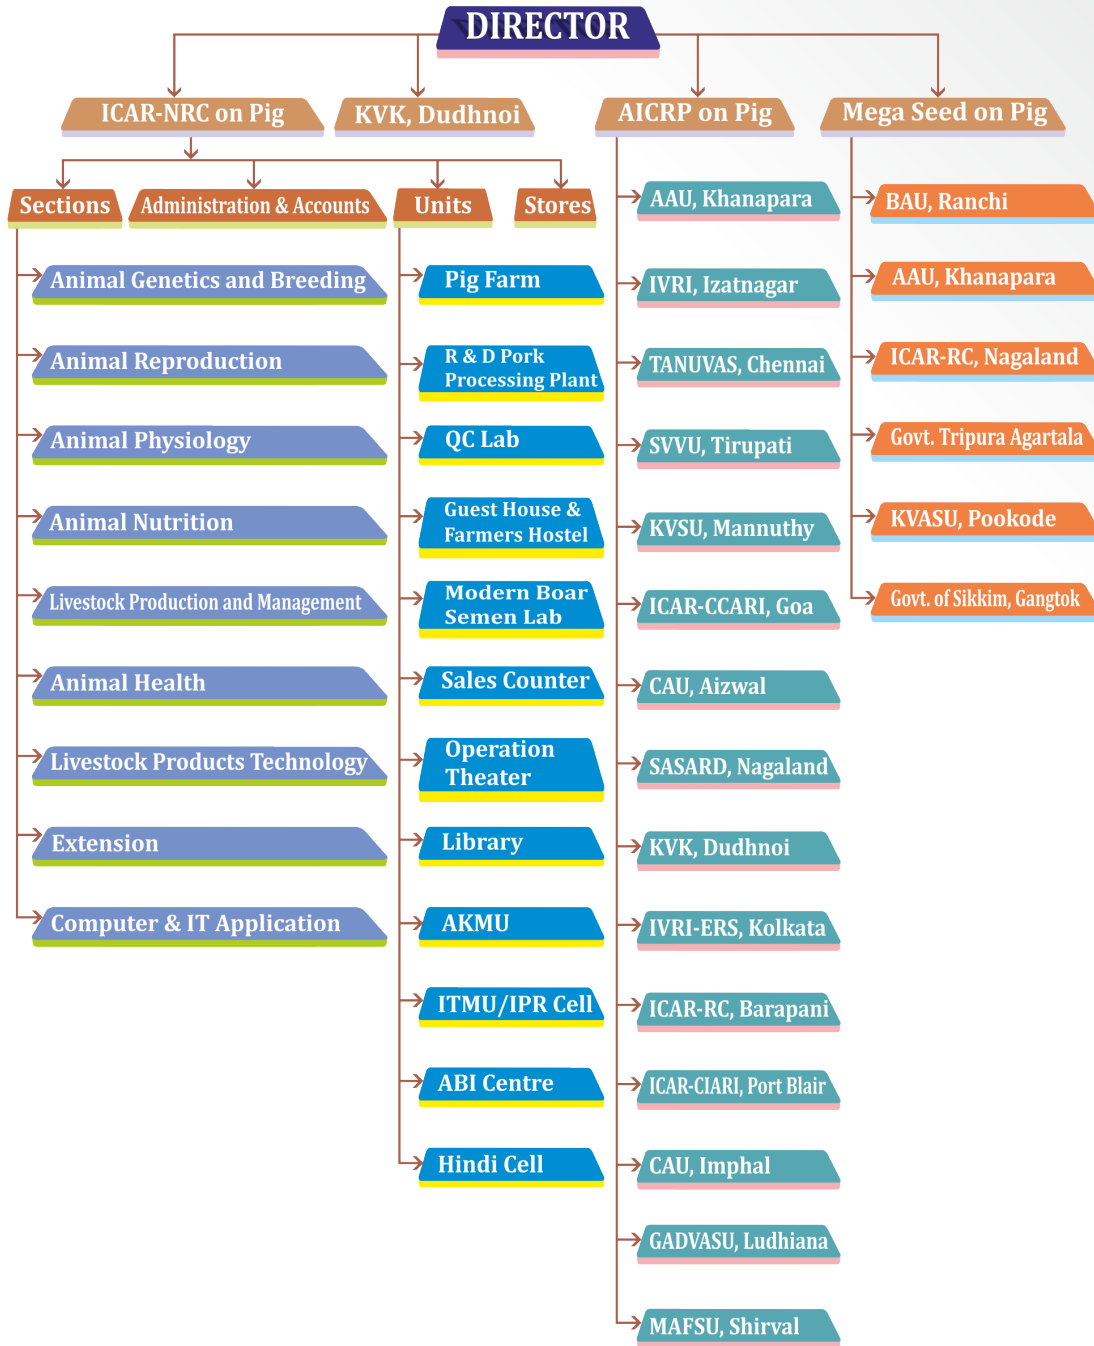 DIRECTOR
ICAR-NRC on Pig
KVK, Dudhnoi
AICRP on Pig
Mega Seed on Pig
Sections
Administration & Accounts
Units
Stores
Animal Genetics and Breeding
Animal Reproduction
Animal Physiology
Animal Nutrition
Livestock Production and Management
Animal Health
Livestock Products Technology
Extension
Computer & IT Application
Pig Farm
R & D Pork
Processing Plant
QC Lab
Guest House &
Farmers Hostel
Modern Boar
Semen Lab
Sales Counter
Operation
Theater
Library
AKMU
ITMU/IPR Cell
ABI Centre
Hindi Cell
AAU, Khanapara
IVRI, Izatnagar
TANUVAS, Chennai
SVVU, Tirupati
KVSU, Mannuthy
ICAR-CCARI, Goa
CAU, Aizwal
SASARD, Nagaland
KVK, Dudhnoi
IVRI-ERS, Kolkata
ICAR-RC, Barapani
ICAR-CIARI, Port Blair
CAU, Imphal
GADVASU, Ludhiana
MAFSU, Shirval
BAU, Ranchi
AAU, Khanapara
ICAR-RC, Nagaland
Govt. Tripura Agartala
KVASU, Pookode
Govt. of Sikkim, Gangtok